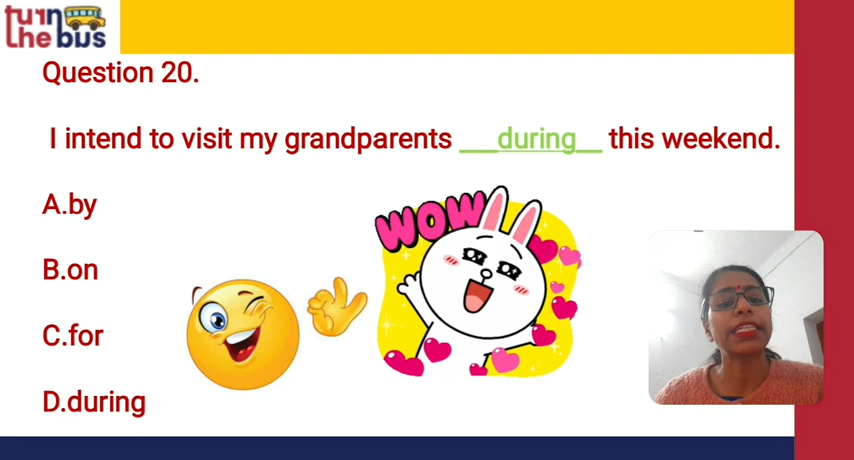 turn
the bus
Question 20.
I intend to visit my grandparents ___during__ this weekend.
A.by
B.on
C.for
D.during
WOW